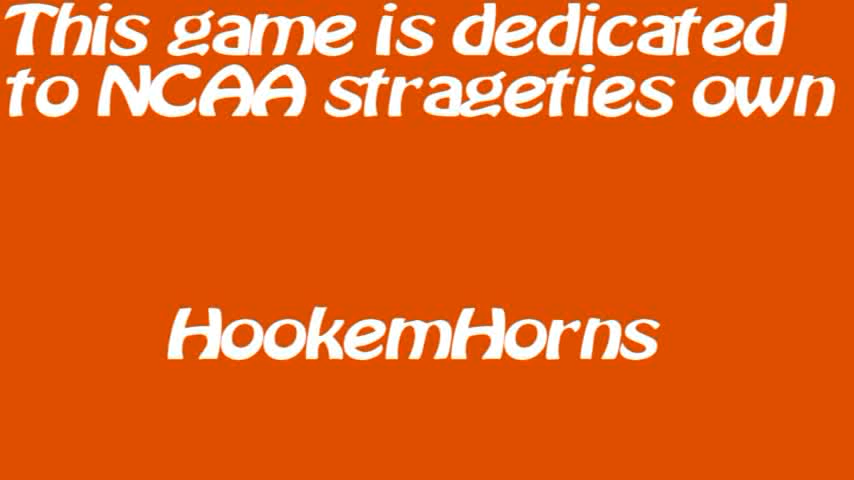 This game is dedicated
to NCAA strageties own
HookemHorns